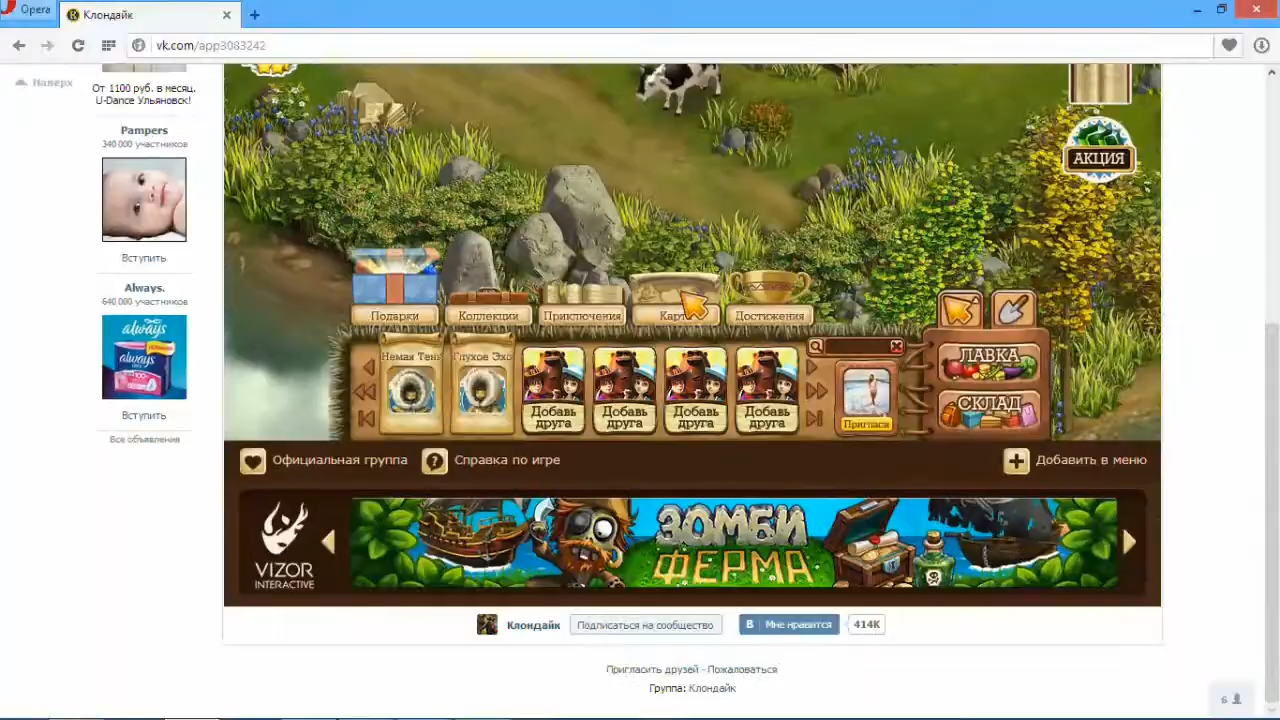 Opera
Клондайк
vk.com/app3083242
Наверх
От 1100 руб. в месяц.
U-Dance Ульяновск!
Pampers
340 000 участников
Вступить
Always.
640 000 участников
always
Вступить
Все объявления
АКЦИЯ
Подарки
Коллекции
Приключения
Достижения
Немая Тень
Глухое Эхо
Добавь
друга
Добавь
друга
Добавь
друга
Добавь
друга
Пригласи
ЛАВКА
СКЛАД
Официальная группа
Справка по игре
Добавить в меню
VIZOR
INTERACTIVE
ЗОМБИ
ФЕРМА
Клондайк
Подписаться на сообщество
В
Мне нравится
414K
Пригласить друзей - Пожаловаться
Группа: Клондайк
6